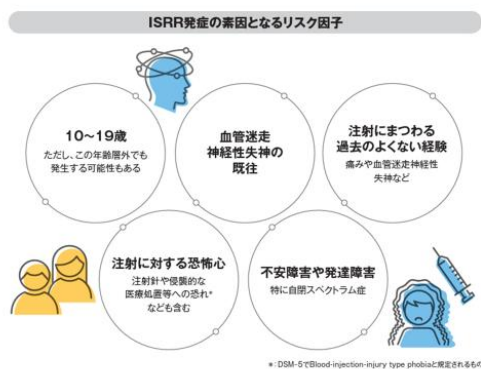 ISRR発症の素因となるリスク因子
10〜19歳
ただし、この年齢層外でも
発生する可能性もある
血管迷走
神経性失神の
既往
注射にまつわる
過去のよくない経験
痛みや血管迷走神経性
失神など
注射に対する恐怖心
注射針や侵襲的な
医療処置等への恐れ*
なども含む
不安障害や発達障害
特に自閉スペクトラム症
*:DSM-5でBlood-injection-injury type phobiaと規定されるもの